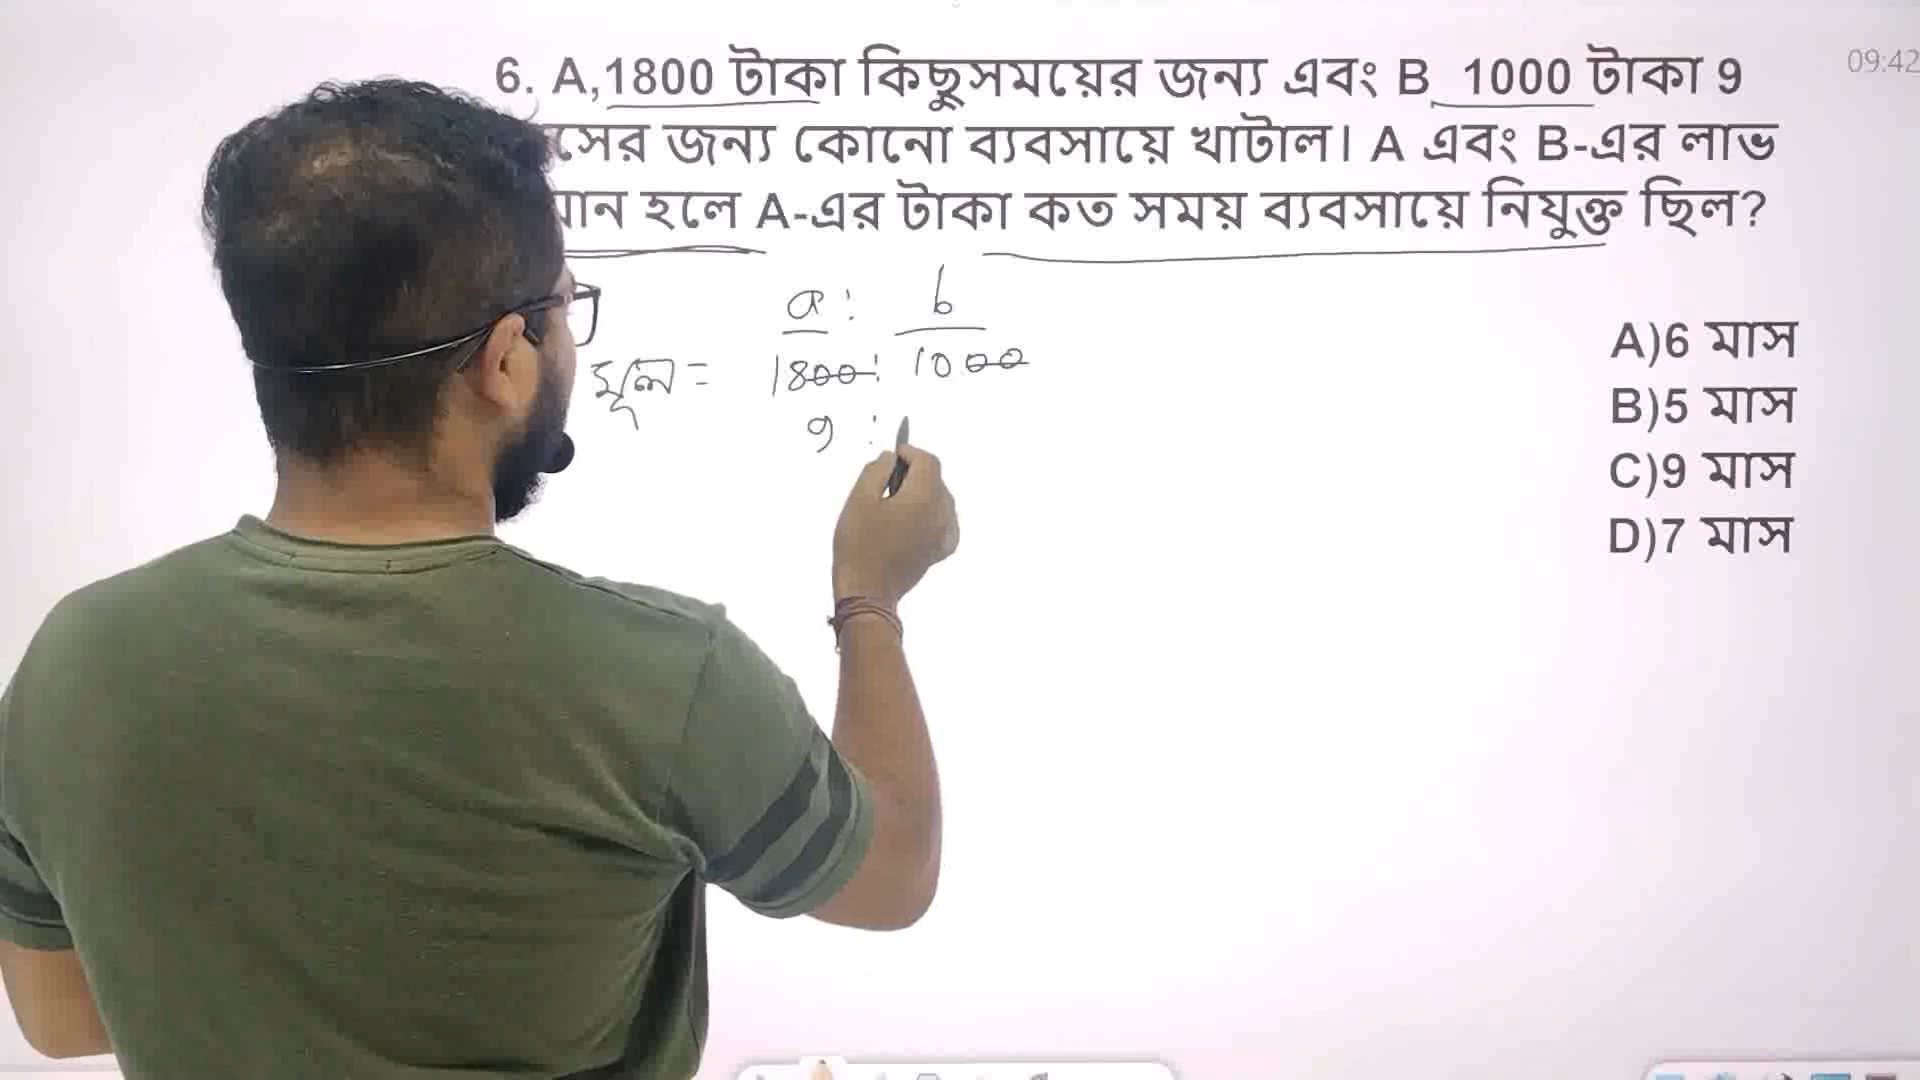 6. A,1800 টাকা কিছুসময়ের জন্য এবং B 1000 টাকা 9
জন্য কোনো ব্যবসায়ে খাটাল। A এবং B-এর লাভ
হলে A-এর টাকা কত সময় ব্যবসায়ে নিযুক্ত ছিল?
09:42
a : b
মূল = 1800 : 1000
9 :
A)6 মাস
B)5 মাস
C)9 মাস
D)7 মাস